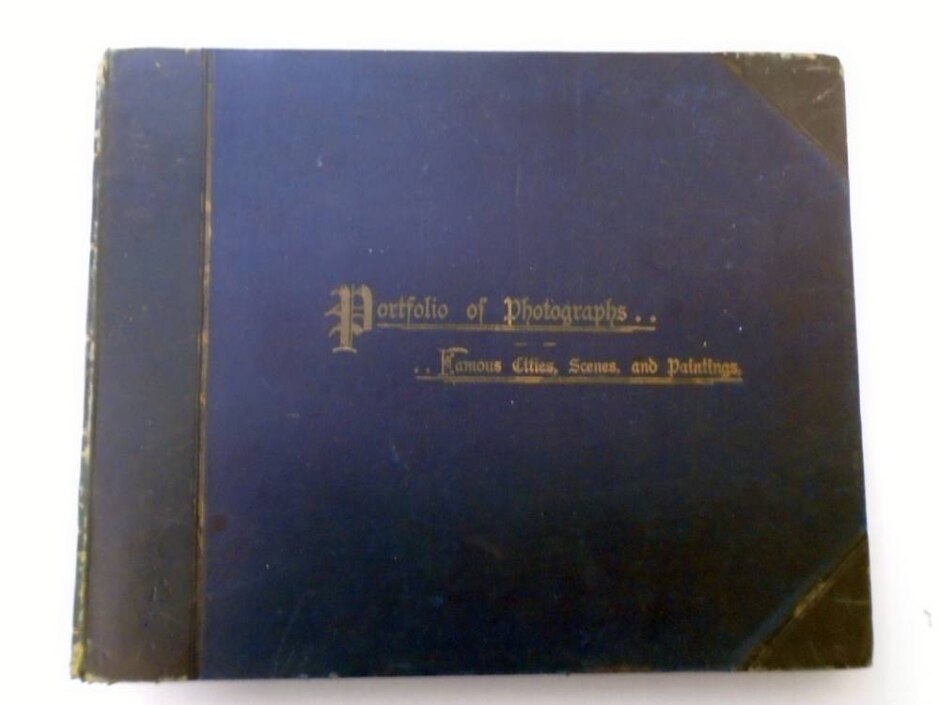 Portfolio of Photographs . .
. . Famous Cities, Scenes, and Paintings.